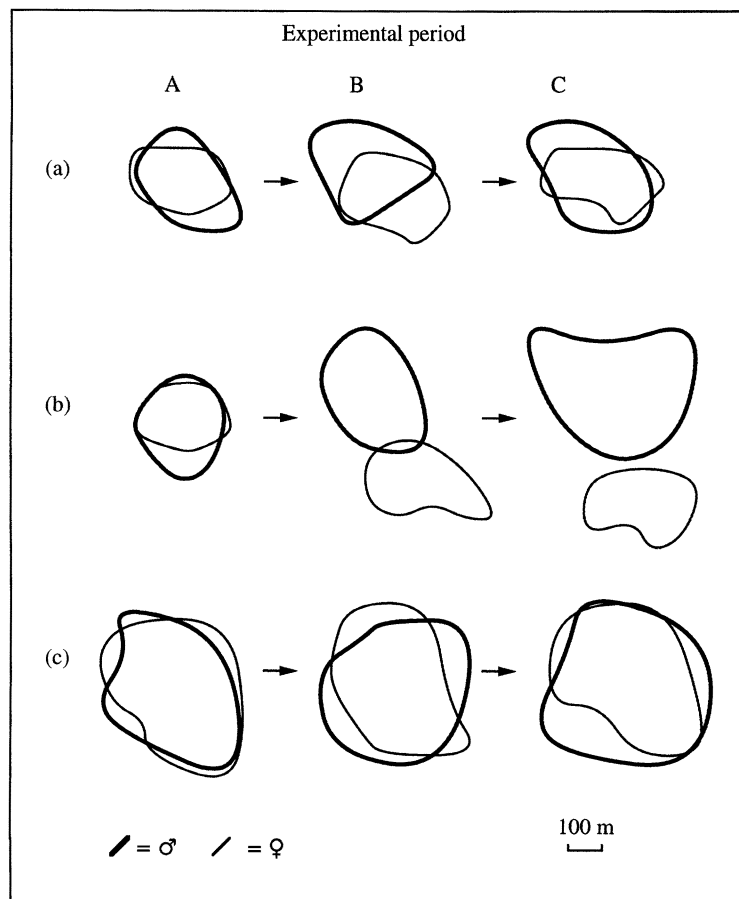 Experimental period
A B C
(a)
(b)
(c)
= ♂ = ♀
100 m